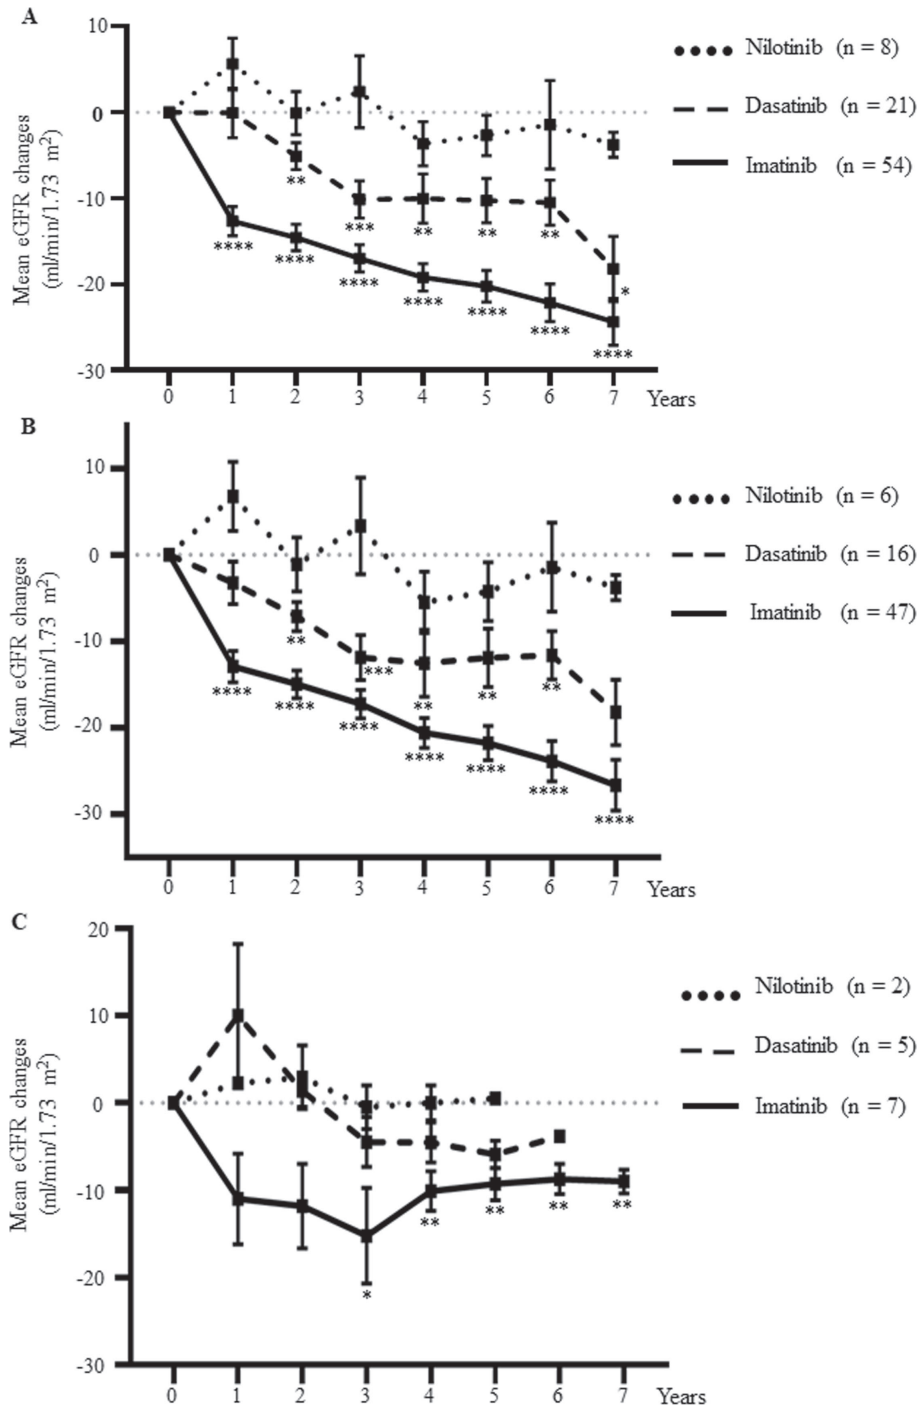 A
10
0
-10
-20
-30
Mean eGFR changes
(ml/min/1.73 m²)
Nilotinib (n = 8)
Dasatinib (n = 21)
Imatinib (n = 54)
**
***
**
**
**
*
****
****
****
****
****
****
****
0 1 2 3 4 5 6 7 Years
B
10
0
-10
-20
-30
Mean eGFR changes
(ml/min/1.73 m²)
Nilotinib (n = 6)
Dasatinib (n = 16)
Imatinib (n = 47)
**
***
**
**
**
****
****
****
****
****
****
****
0 1 2 3 4 5 6 7 Years
C
20
10
0
-10
-20
-30
Mean eGFR changes
(ml/min/1.73 m²)
Nilotinib (n = 2)
Dasatinib (n = 5)
Imatinib (n = 7)
*
**
**
**
**
0 1 2 3 4 5 6 7 Years